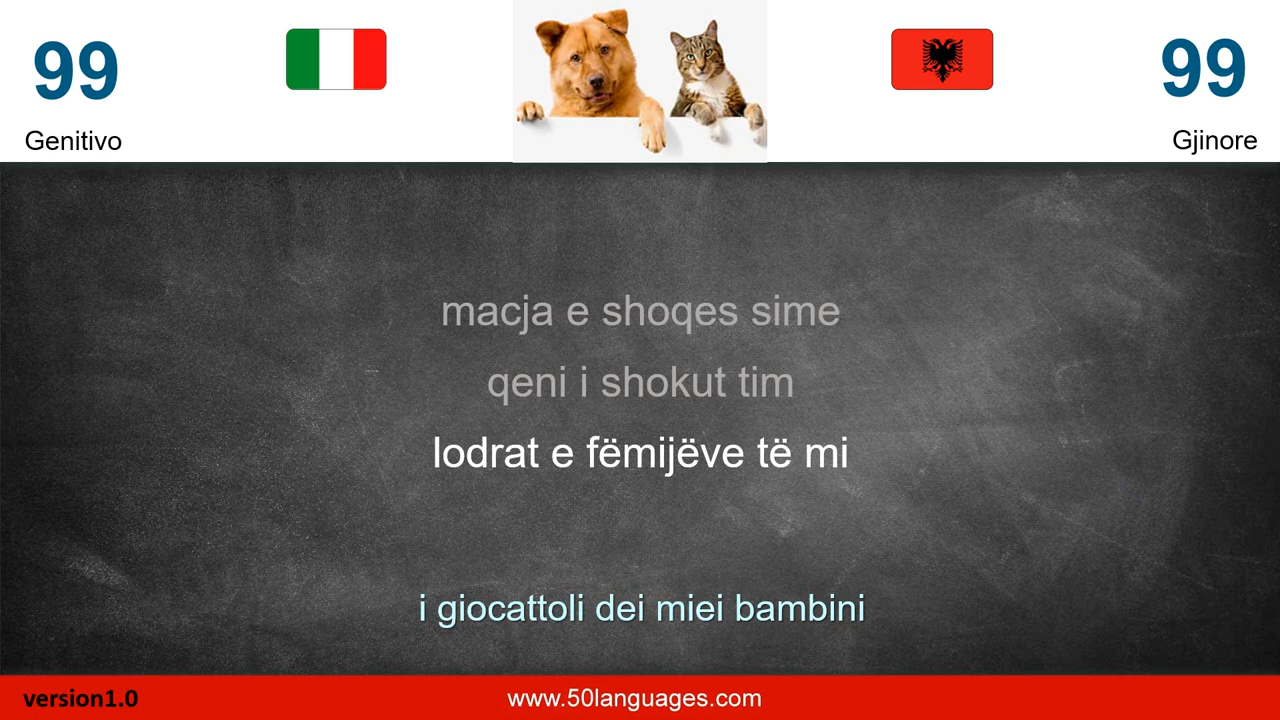 99
99
Genitivo
Gjinore
macja e shoqes sime
qeni i shokut tim
lodrat e fëmijëve të mi
i giocattoli dei miei bambini
version1.0
www.50languages.com